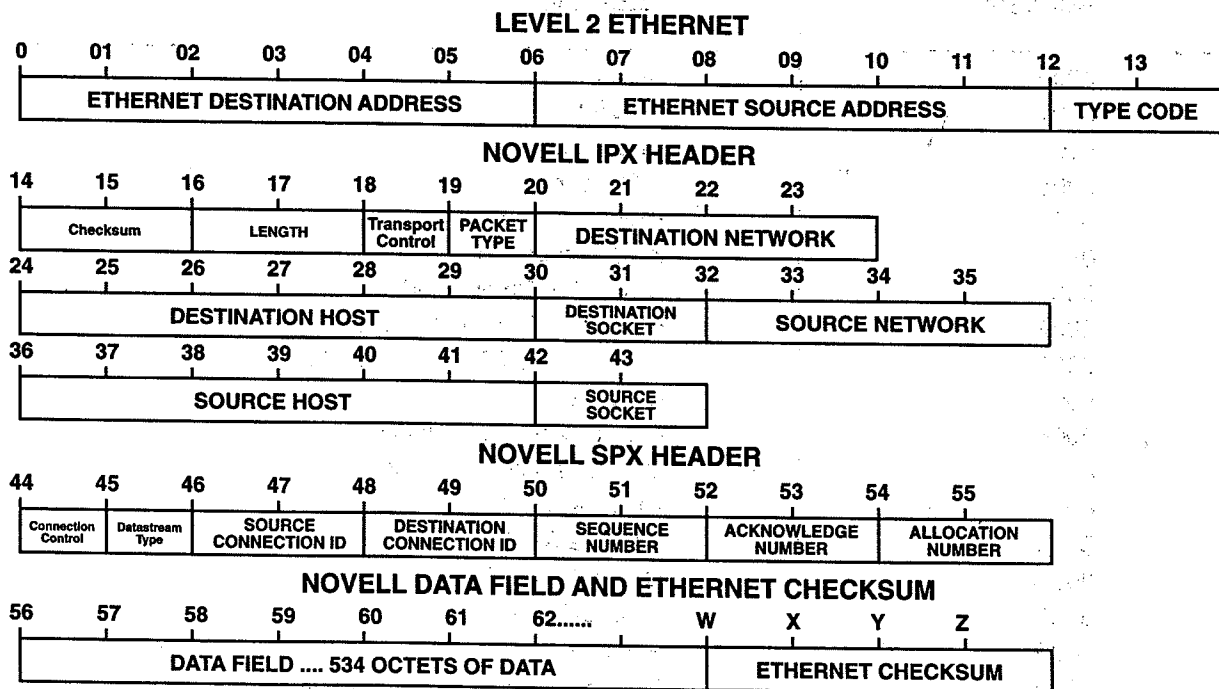 LEVEL 2 ETHERNET
0 01 02 03 04 05 06 07 08 09 10 11 12 13
ETHERNET DESTINATION ADDRESS ETHERNET SOURCE ADDRESS TYPE CODE
NOVELL IPX HEADER
14 15 16 17 18 19 20 21 22 23
Checksum LENGTH Transport Control PACKET TYPE DESTINATION NETWORK
24 25 26 27 28 29 30 31 32 33 34 35
DESTINATION HOST DESTINATION SOCKET SOURCE NETWORK
36 37 38 39 40 41 42 43
SOURCE HOST SOURCE SOCKET
NOVELL SPX HEADER
44 45 46 47 48 49 50 51 52 53 54 55
Connection Control Datastream Type SOURCE CONNECTION ID DESTINATION CONNECTION ID SEQUENCE NUMBER ACKNOWLEDGE NUMBER ALLOCATION NUMBER
NOVELL DATA FIELD AND ETHERNET CHECKSUM
56 57 58 59 60 61 62...... W X Y Z
DATA FIELD .... 534 OCTETS OF DATA ETHERNET CHECKSUM